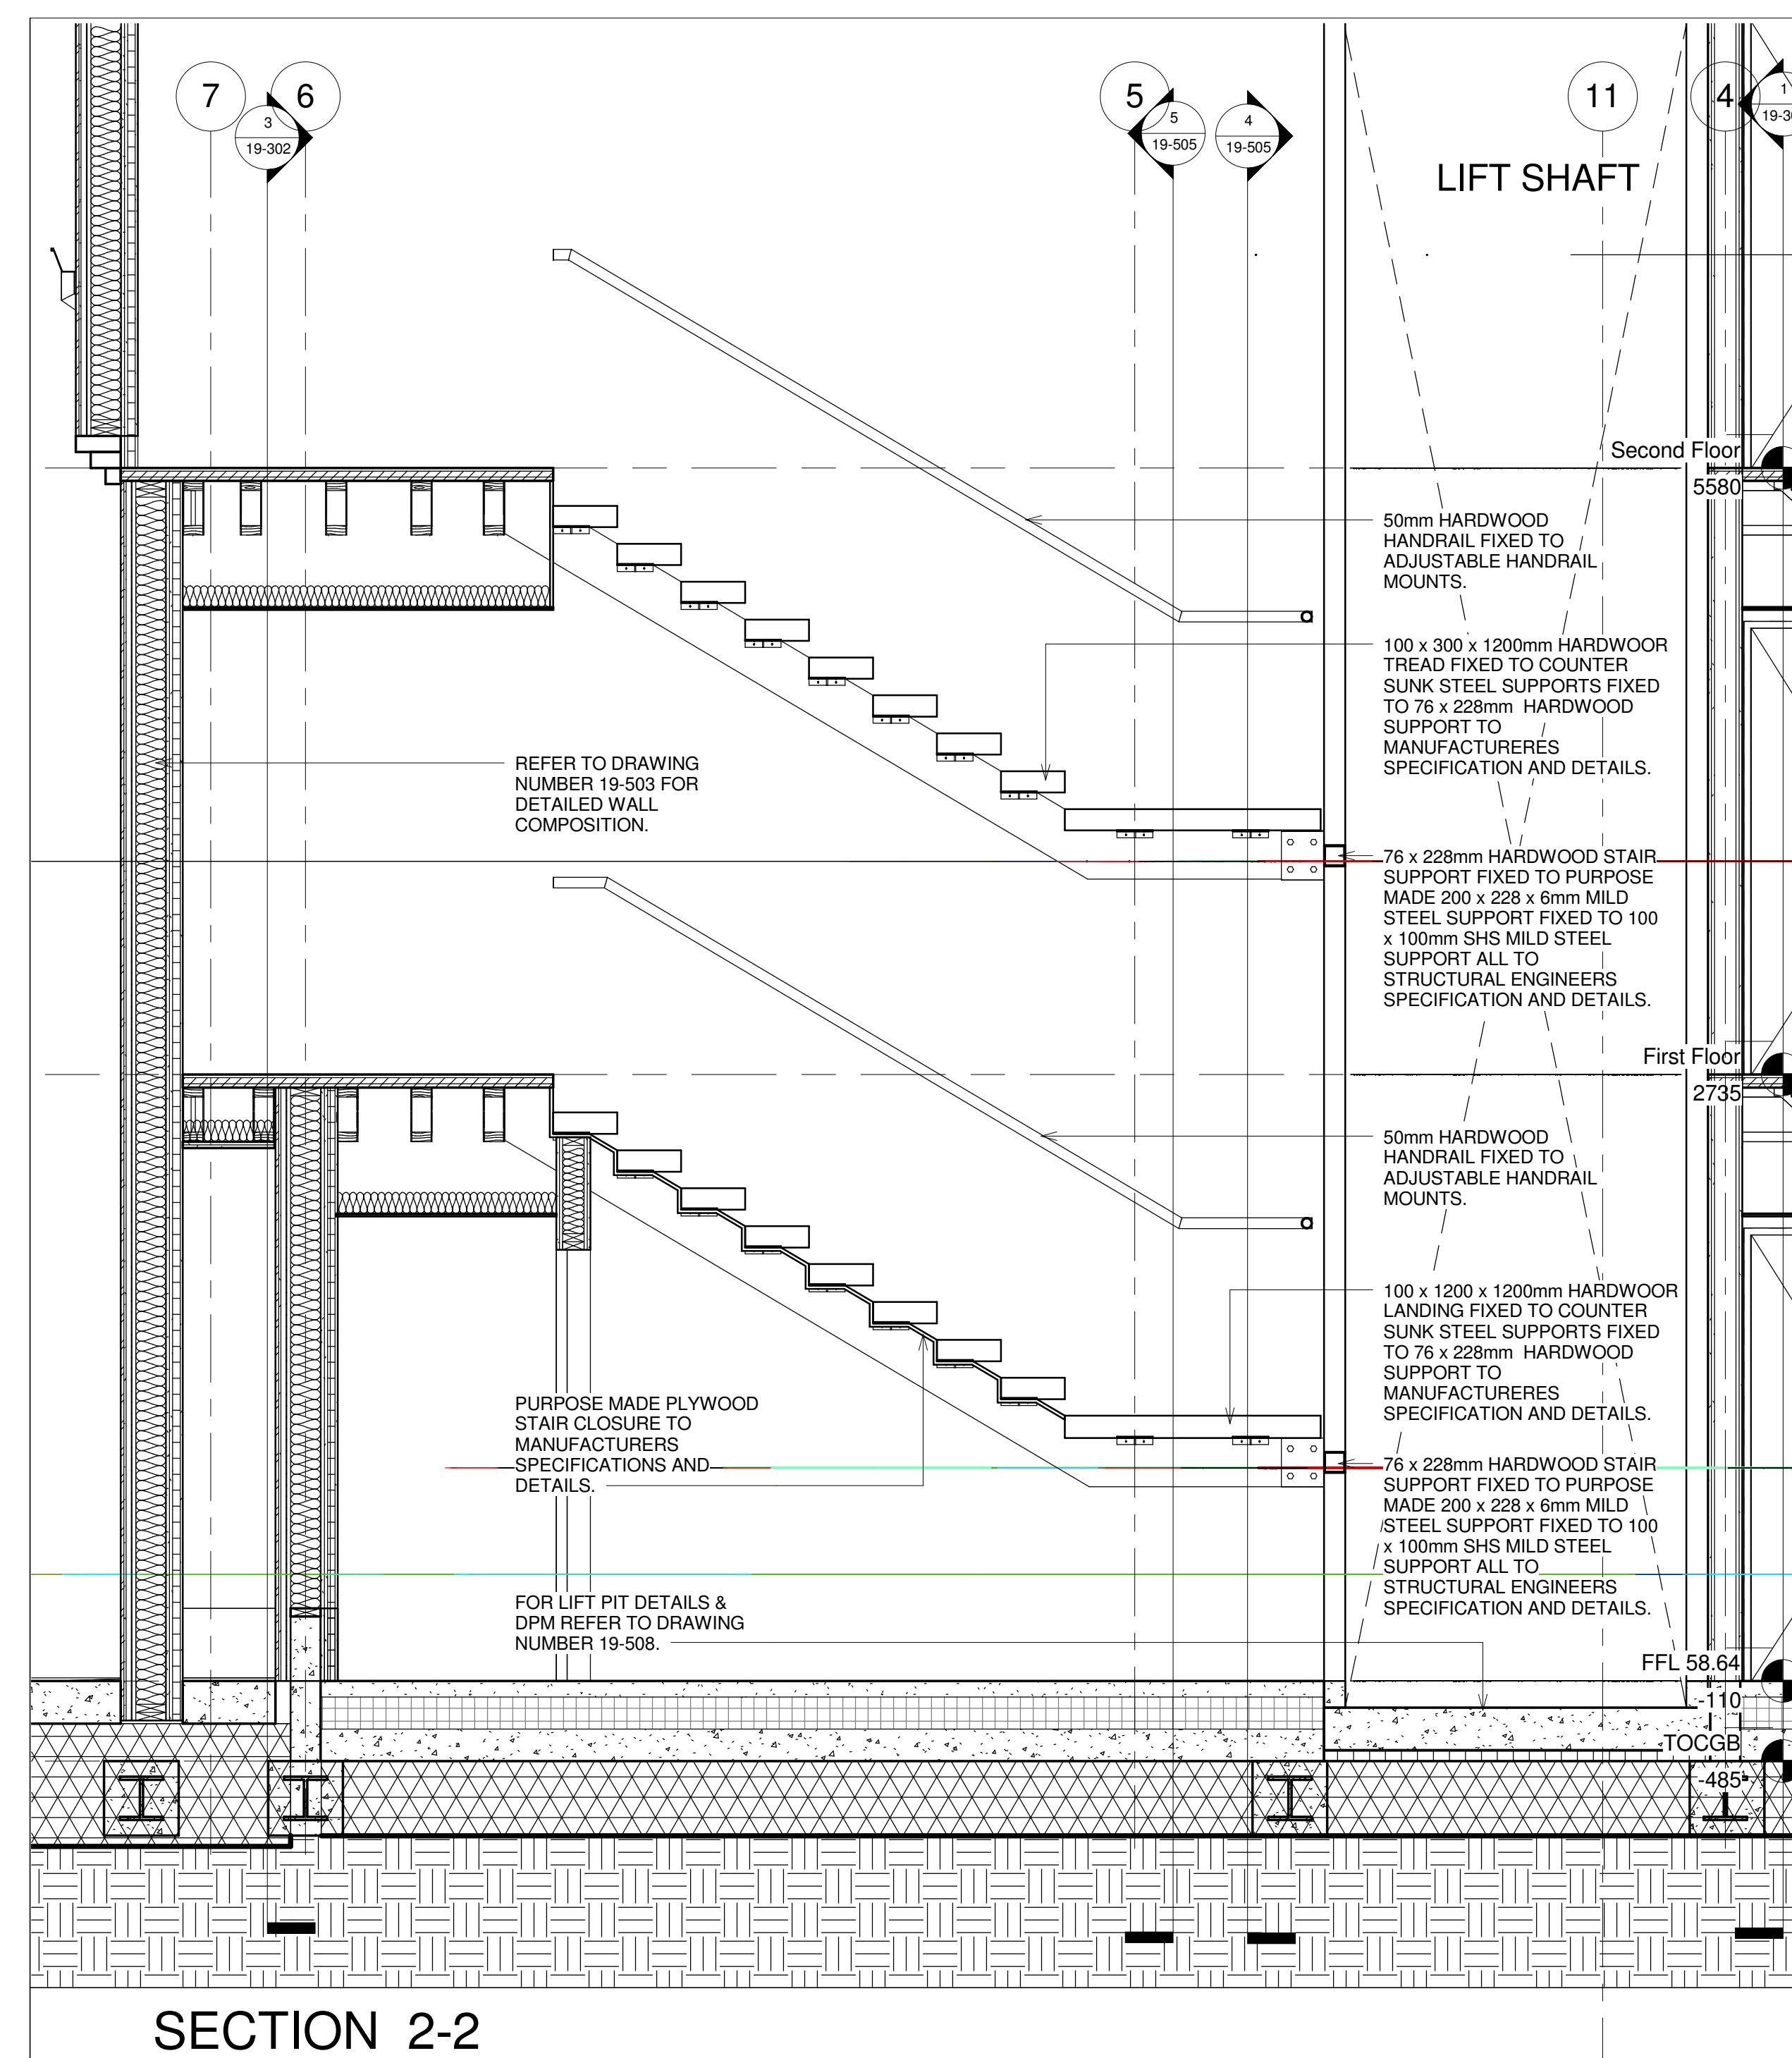 7
6
3
19-302
5
5
19-505
4
19-505
11
4
1
LIFT SHAFT
Second Floor
5580
50mm HARDWOOD
HANDRAIL FIXED TO
ADJUSTABLE HANDRAIL
MOUNTS.
100 x 300 x 1200mm HARDWOOR
TREAD FIXED TO COUNTER
SUNK STEEL SUPPORTS FIXED
TO 76 x 228mm HARDWOOD
SUPPORT TO
MANUFACTURERES
SPECIFICATION AND DETAILS.
REFER TO DRAWING
NUMBER 19-503 FOR
DETAILED WALL
COMPOSITION.
76 x 228mm HARDWOOD STAIR
SUPPORT FIXED TO PURPOSE
MADE 200 x 228 x 6mm MILD
STEEL SUPPORT FIXED TO 100
x 100mm SHS MILD STEEL
SUPPORT ALL TO
STRUCTURAL ENGINEERS
SPECIFICATION AND DETAILS.
First Floor
2735
50mm HARDWOOD
HANDRAIL FIXED TO
ADJUSTABLE HANDRAIL
MOUNTS.
100 x 1200 x 1200mm HARDWOOR
LANDING FIXED TO COUNTER
SUNK STEEL SUPPORTS FIXED
TO 76 x 228mm HARDWOOD
SUPPORT TO
MANUFACTURERES
SPECIFICATION AND DETAILS.
PURPOSE MADE PLYWOOD
STAIR CLOSURE TO
MANUFACTURERS
SPECIFICATIONS AND
DETAILS.
76 x 228mm HARDWOOD STAIR
SUPPORT FIXED TO PURPOSE
MADE 200 x 228 x 6mm MILD
STEEL SUPPORT FIXED TO 100
x 100mm SHS MILD STEEL
SUPPORT ALL TO
STRUCTURAL ENGINEERS
SPECIFICATION AND DETAILS.
FOR LIFT PIT DETAILS &
DPM REFER TO DRAWING
NUMBER 19-508.
FFL 58.64
-110
TOCGB
-485
SECTION 2-2